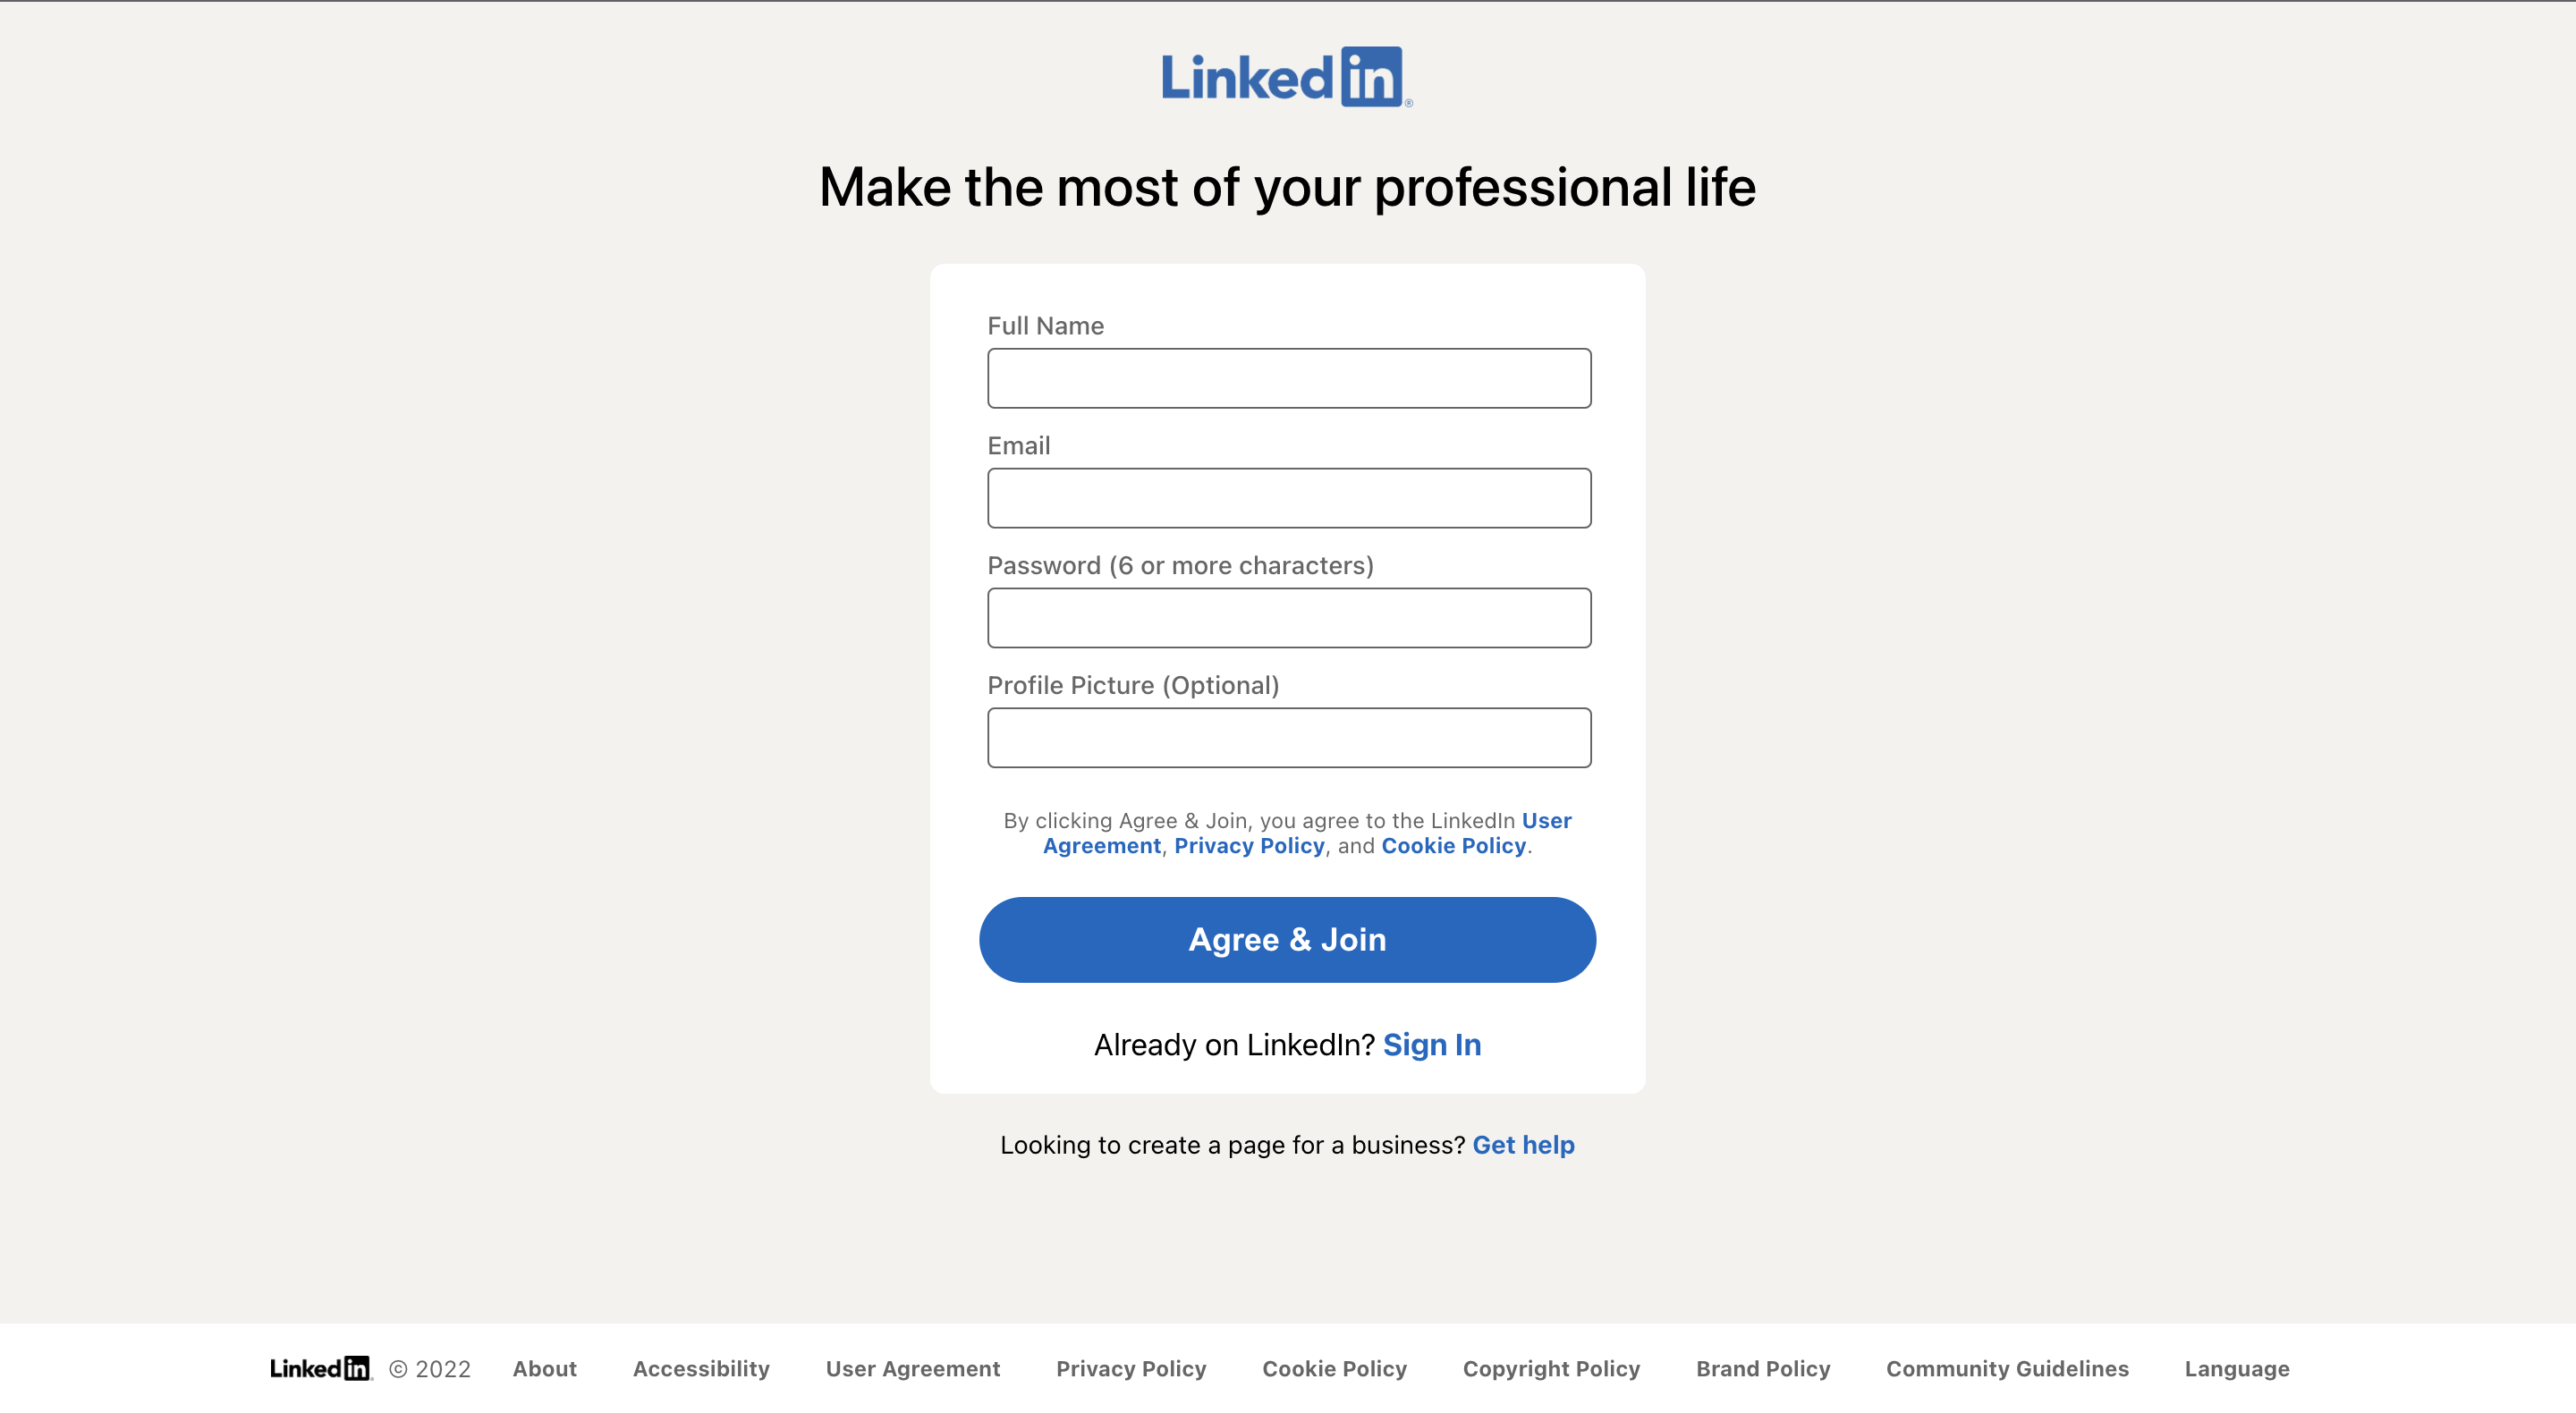 Linkedin®
Make the most of your professional life
Full Name
Email
Password (6 or more characters)
Profile Picture (Optional)
By clicking Agree & Join, you agree to the LinkedIn User
Agreement, Privacy Policy, and Cookie Policy.
Agree & Join
Already on LinkedIn? Sign In
Looking to create a page for a business? Get help
Linkedin © 2022 About Accessibility User Agreement Privacy Policy Cookie Policy Copyright Policy Brand Policy Community Guidelines Language